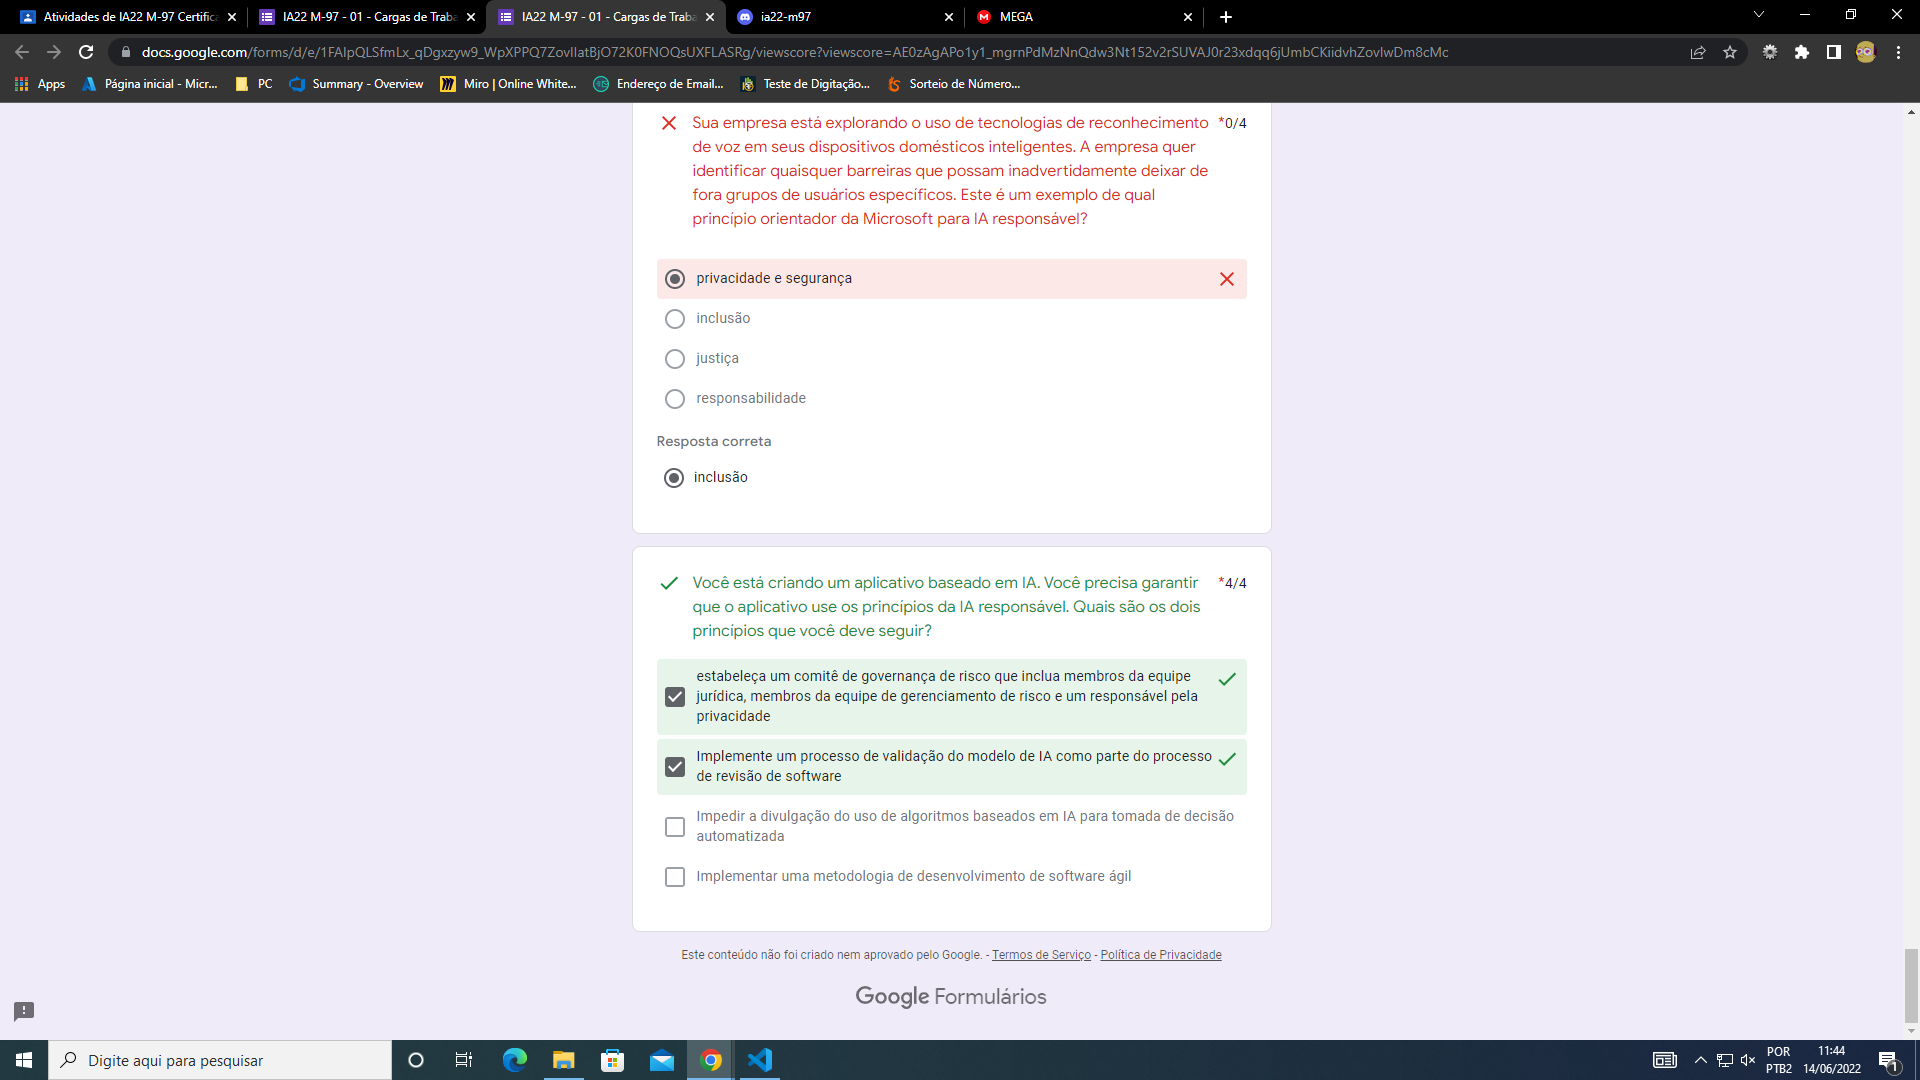 Atividades de IA22 M-97 Certifica
IA22 M-97 - 01 - Cargas de Traba
IA22 M-97 - 01 - Cargas de Traba
ia22-m97
MEGA
docs.google.com/forms/d/e/1FAIpQLSfmLx_qDgxzyw9_WpXPPQ7ZovIIatBjO72K0FNOQsUXFLASRg/viewscore?viewscore=AE0zAgAPo1y1_mgrnPdMzNnQdw3Nt152v2rSUVAJ0r23xdqq6jUmbCKiidvhZovIwDm8cMc
Apps
Página inicial - Micr...
PC
Summary - Overview
Miro | Online White...
Endereço de Email...
Teste de Digitação...
Sorteio de Número...
Sua empresa está explorando o uso de tecnologias de reconhecimento *0/4
de voz em seus dispositivos domésticos inteligentes. A empresa quer
identificar quaisquer barreiras que possam inadvertidamente deixar de
fora grupos de usuários específicos. Este é um exemplo de qual
princípio orientador da Microsoft para IA responsável?
privacidade e segurança
inclusão
justiça
responsabilidade
Resposta correta
inclusão
Você está criando um aplicativo baseado em IA. Você precisa garantir *4/4
que o aplicativo use os princípios da IA responsável. Quais são os dois
princípios que você deve seguir?
estabeleça um comitê de governança de risco que inclua membros da equipe
jurídica, membros da equipe de gerenciamento de risco e um responsável pela
privacidade
Implemente um processo de validação do modelo de IA como parte do processo
de revisão de software
Impedir a divulgação do uso de algoritmos baseados em IA para tomada de decisão
automatizada
Implementar uma metodologia de desenvolvimento de software ágil
Este conteúdo não foi criado nem aprovado pelo Google. - Termos de Serviço - Política de Privacidade
Google Formulários
Digite aqui para pesquisar
POR
PTB2
11:44
14/06/2022
1